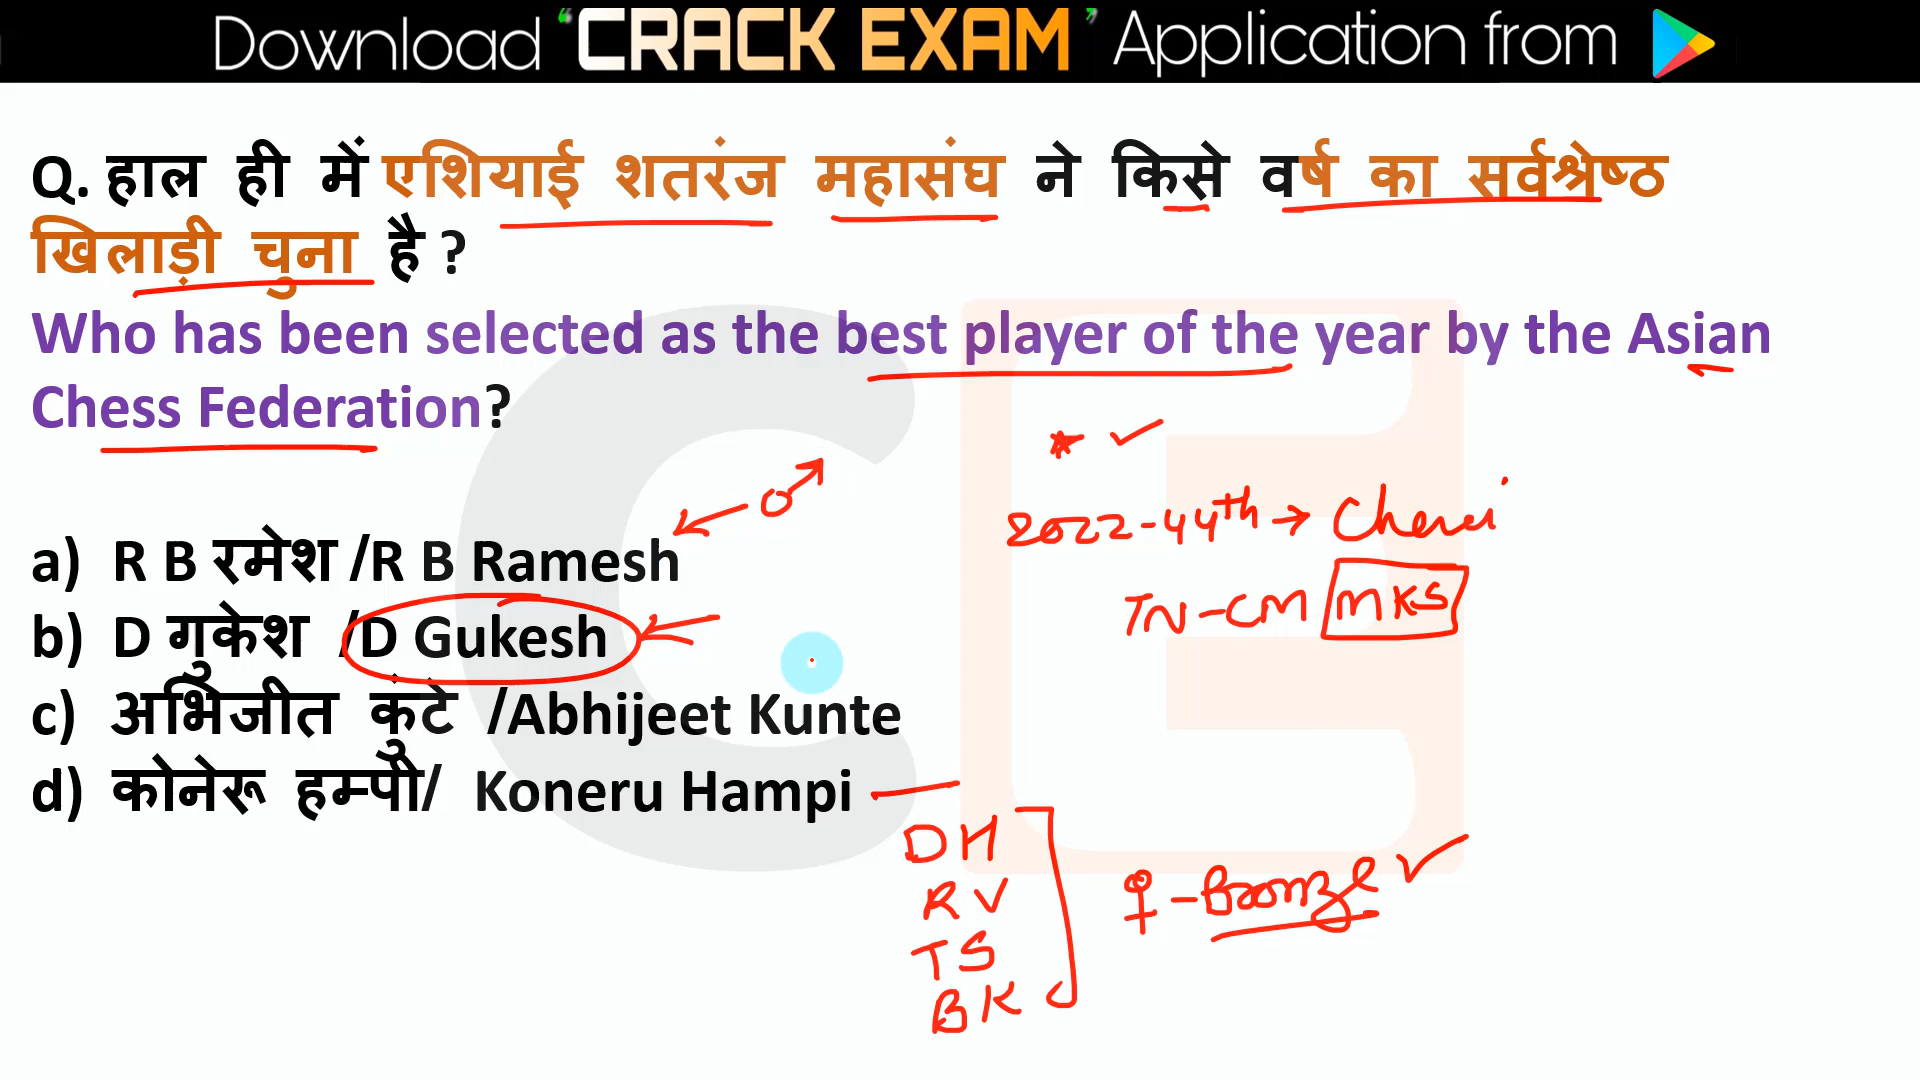 Download “CRACK EXAM” Application from
Q. हाल ही में एशियाई शतरंज महासंघ ने किसे वर्ष का सर्वश्रेष्ठ
खिलाड़ी चुना है ?
Who has been selected as the best player of the year by the Asian
Chess Federation?
2022-44th → Chenni
a) R B रमेश /R B Ramesh
TN-CM MKS
b) D गुकेश /D Gukesh
c) अभिजीत कुंटे /Abhijeet Kunte
d) कोनेरू हम्पी/ Koneru Hampi —
DH
RV
♀-Bronze ✓
TS
BK